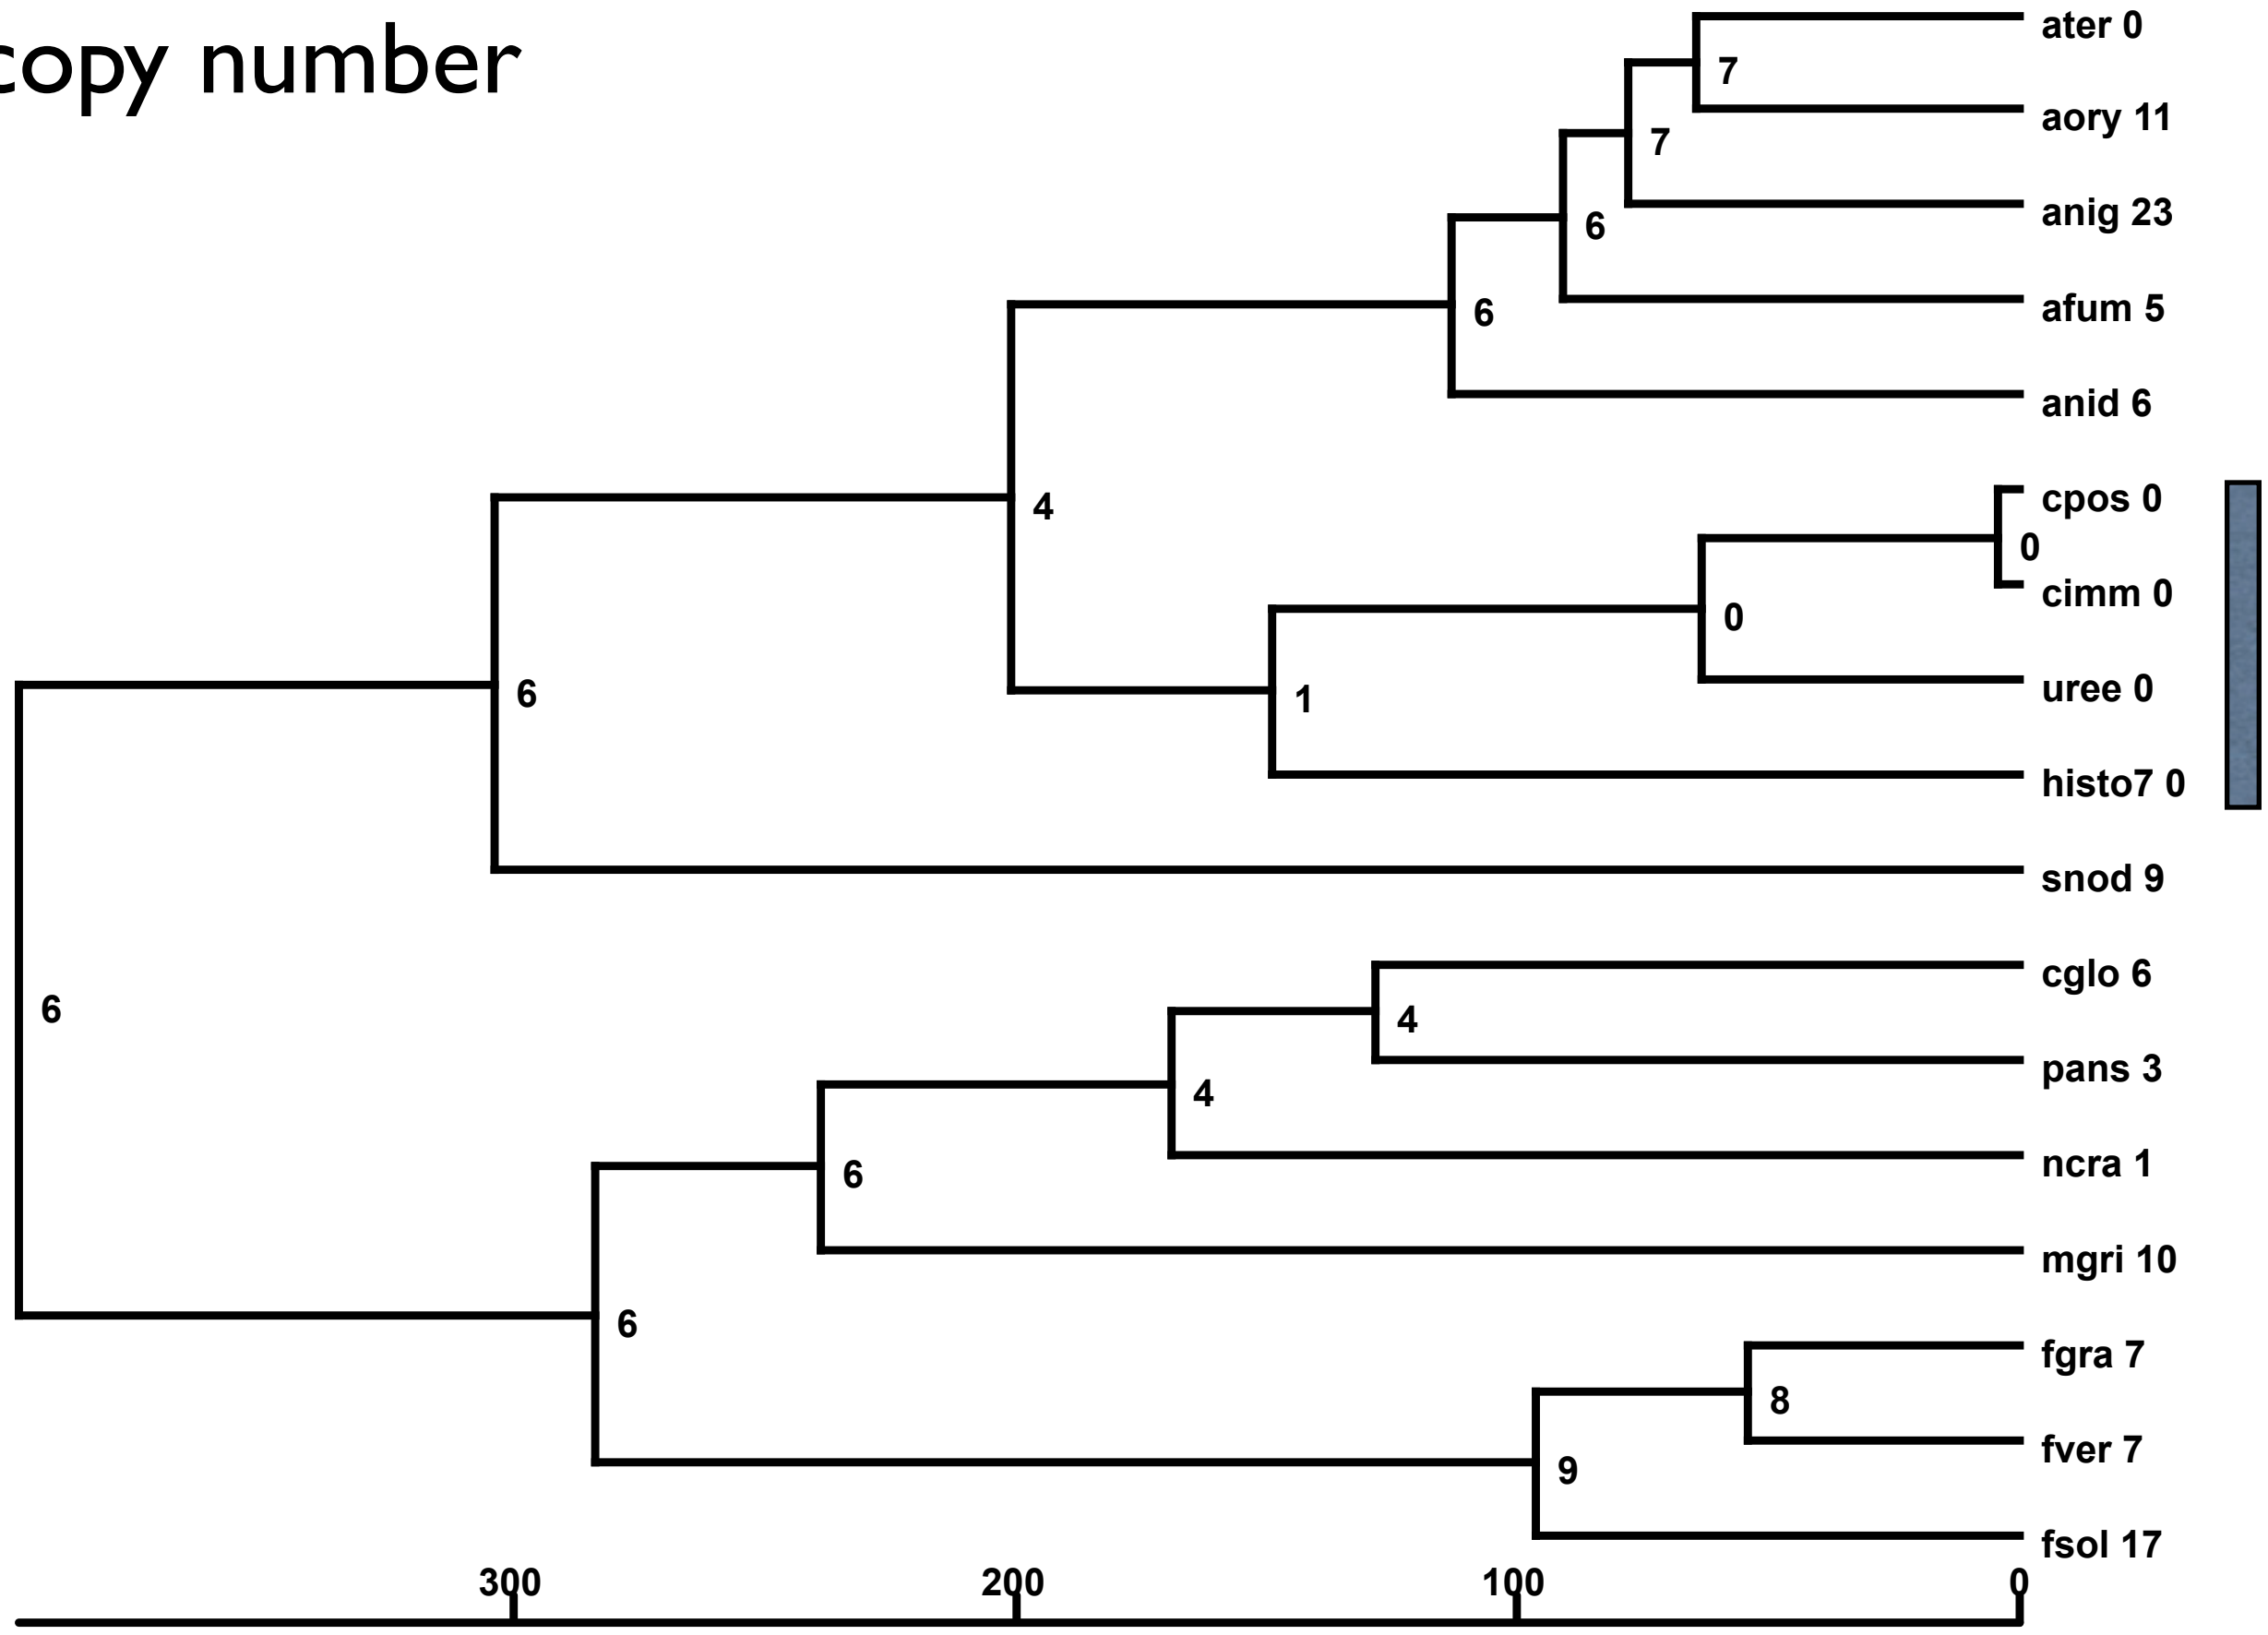 copy number
ater 0
7
aory 11
7
anig 23
6
afum 5
6
anid 6
4
cpos 0
0
cimm 0
0
uree 0
6
1
histo7 0
snod 9
cglo 6
6
4
pans 3
4
ncra 1
6
mgri 10
6
fgra 7
8
fver 7
9
fsol 17
300 200 100 0